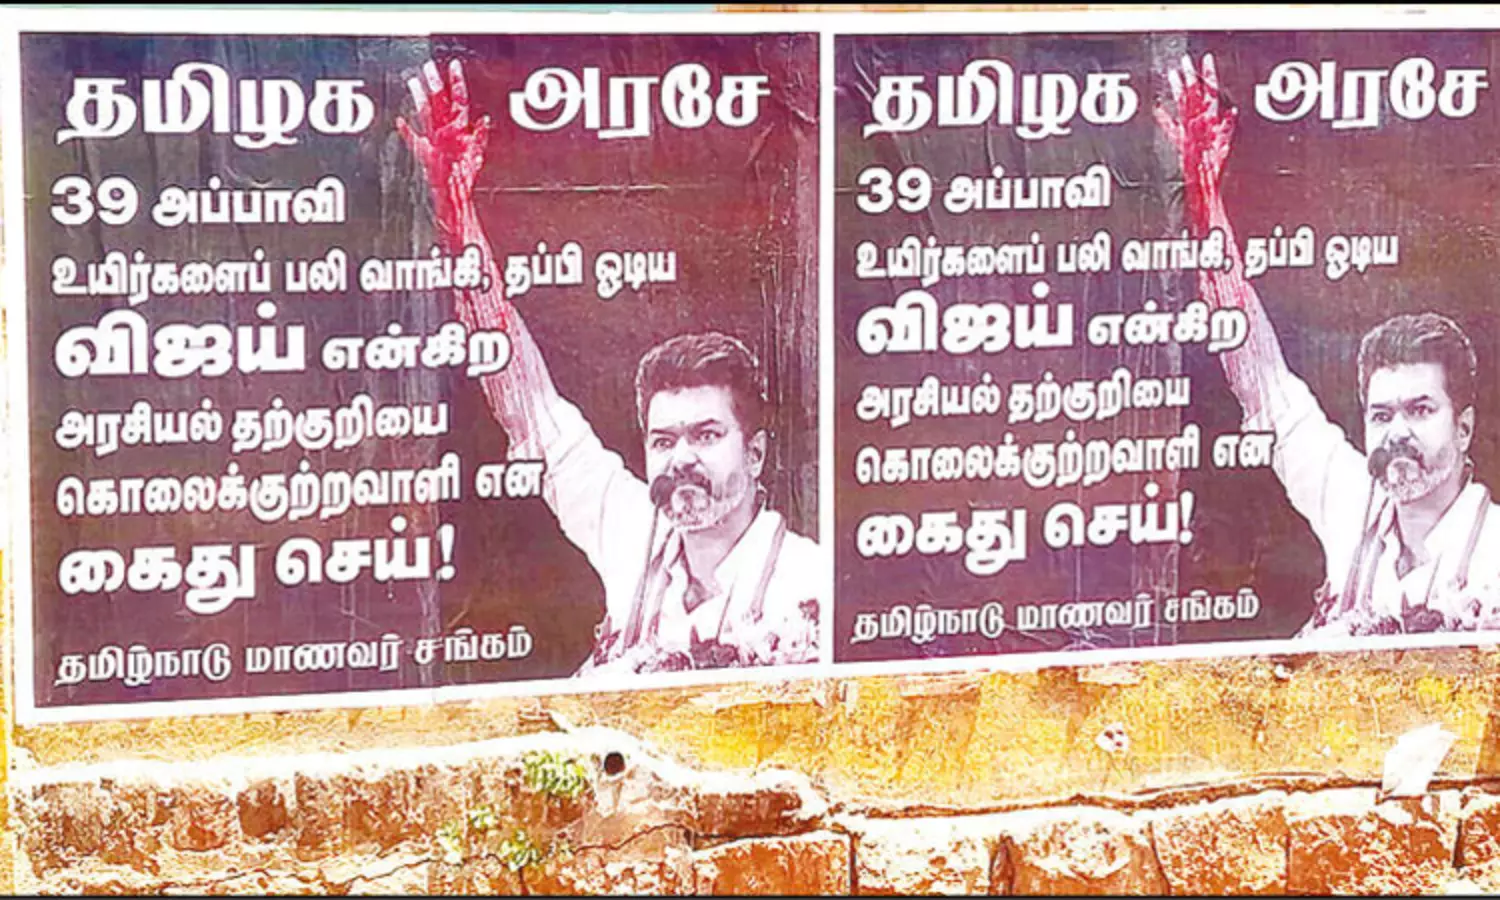 தமிழக அரசே
39 அப்பாவி
உயிர்களைப் பலி வாங்கி, தப்பி ஓடிய
விஜய் என்கிற
அரசியல் தற்குறியை
கொலைக்குற்றவாளி என
கைது செய்!
தமிழ்நாடு மாணவர் சங்கம்
தமிழக அரசே
39 அப்பாவி
உயிர்களைப் பலி வாங்கி, தப்பி ஓடிய
விஜய் என்கிற
அரசியல் தற்குறியை
கொலைக்குற்றவாளி என
கைது செய்!
தமிழ்நாடு மாணவர் சங்கம்